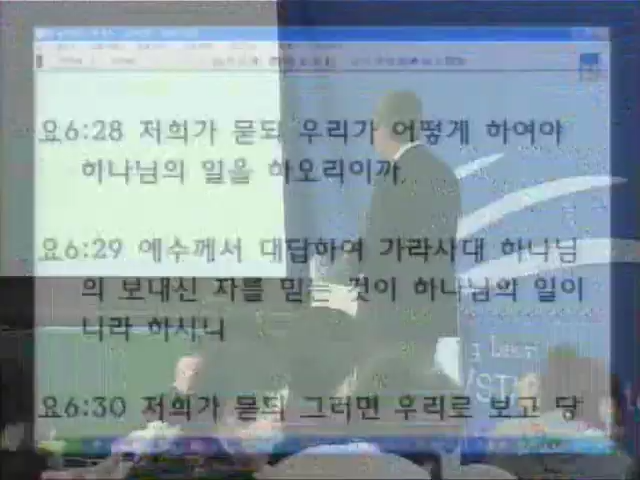 요6:28 저희가 묻되 우리가 어떻게 하여야
하나님의 일을 하오리이까
요6:29 예수께서 대답하여 가라사대 하나님
의 보내신 자를 믿는 것이 하나님의 일이
니라 하시니
요6:30 저희가 묻되 그러면 우리로 보고 당